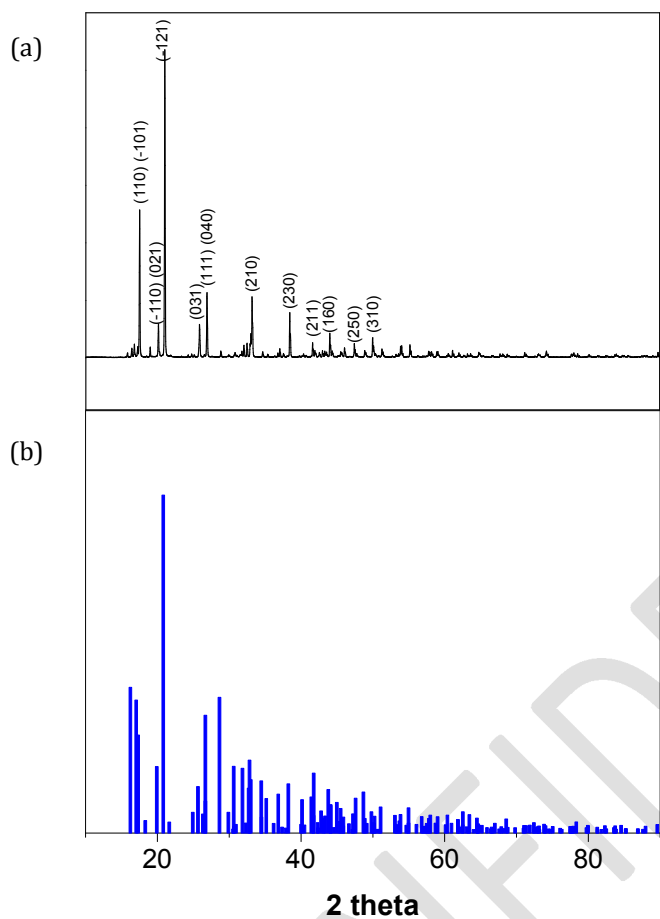 (a)
(-121)
(110) (-101)
(-110) (021)
(031)
(111) (040)
(210)
(230)
(211)
(160)
(250)
(310)
(b)
20 40 60 80
2 theta